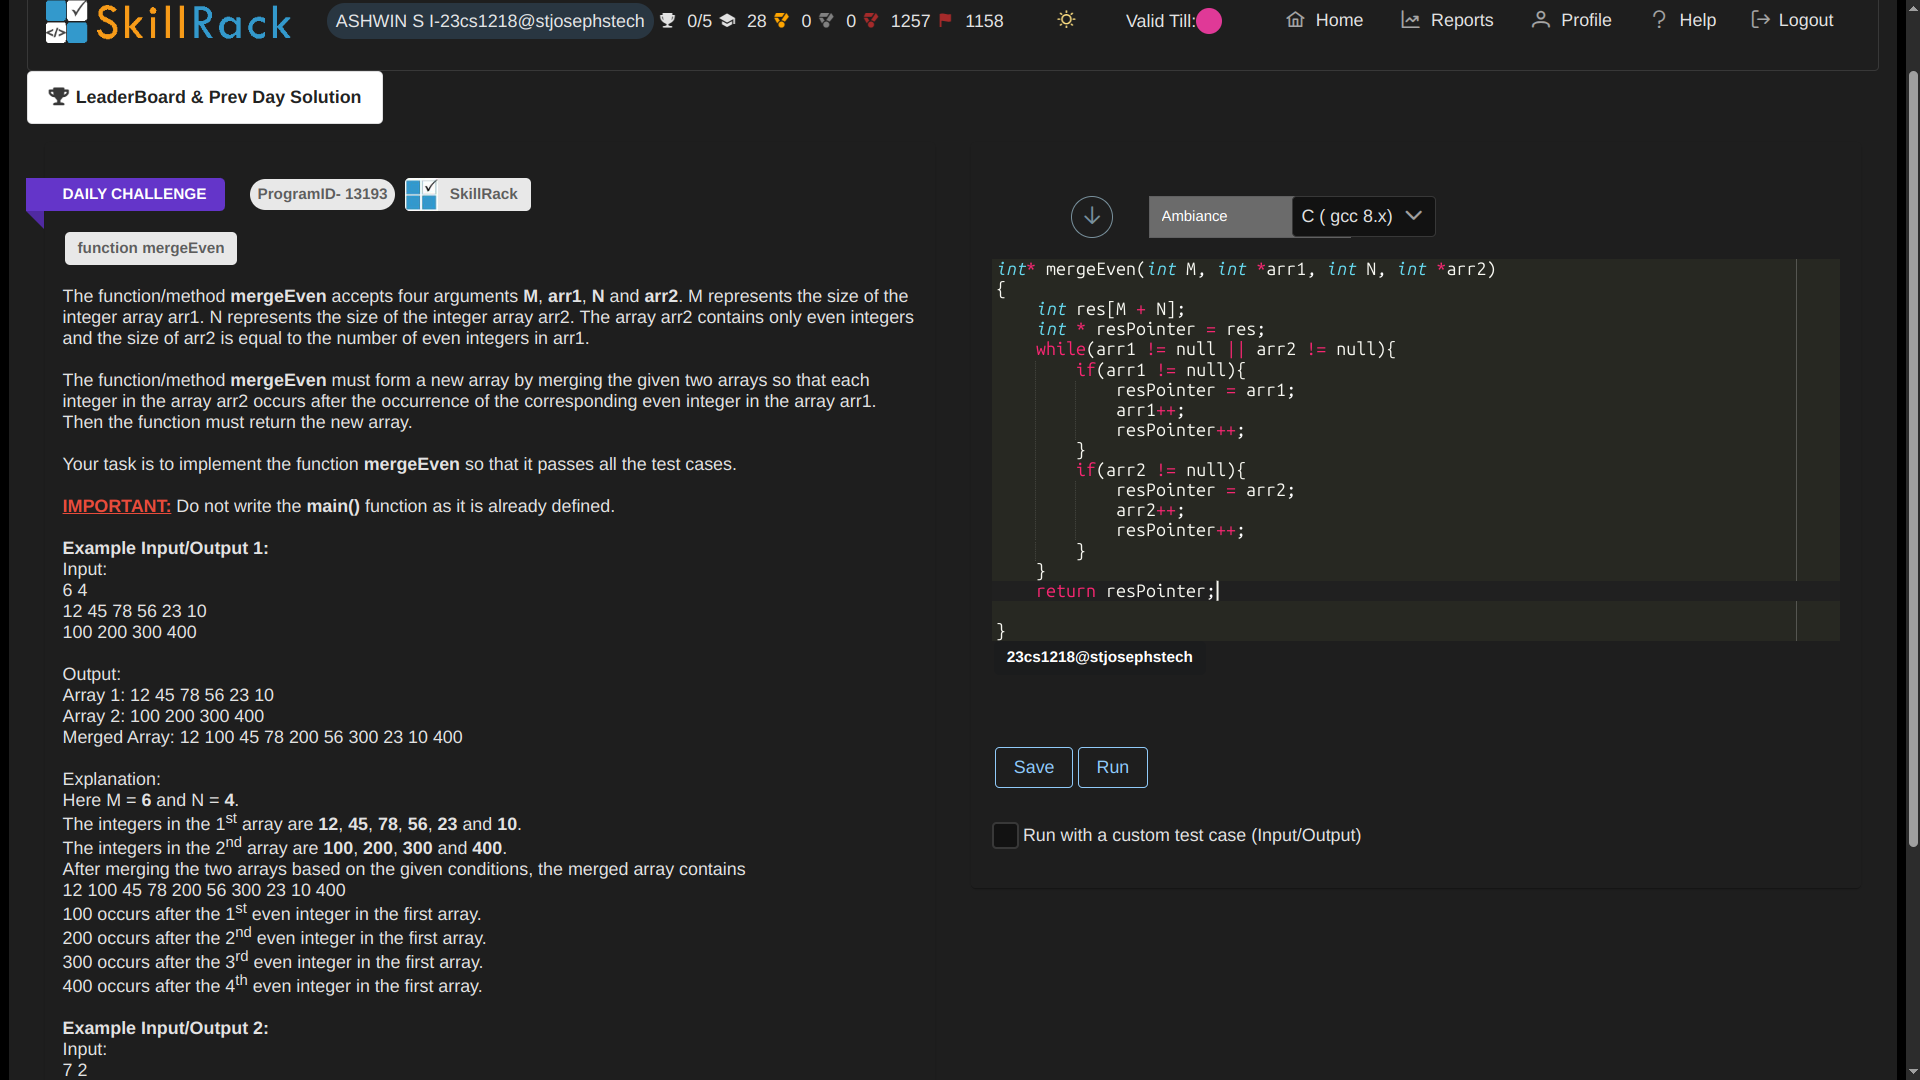 SkillRack
ASHWIN S I-23cs1218@stjosephstech 0/5 28 0 0 1257 1158 Valid Till: Home Reports Profile Help Logout
LeaderBoard & Prev Day Solution
DAILY CHALLENGE ProgramID- 13193 SkillRack
function mergeEven
The function/method mergeEven accepts four arguments M, arr1, N and arr2. M represents the size of the
integer array arr1. N represents the size of the integer array arr2. The array arr2 contains only even integers
and the size of arr2 is equal to the number of even integers in arr1.
The function/method mergeEven must form a new array by merging the given two arrays so that each
integer in the array arr2 occurs after the occurrence of the corresponding even integer in the array arr1.
Then the function must return the new array.
Your task is to implement the function mergeEven so that it passes all the test cases.
IMPORTANT: Do not write the main() function as it is already defined.
Example Input/Output 1:
Input:
6 4
12 45 78 56 23 10
100 200 300 400
Output:
Array 1: 12 45 78 56 23 10
Array 2: 100 200 300 400
Merged Array: 12 100 45 78 200 56 300 23 10 400
Explanation:
Here M = 6 and N = 4.
The integers in the 1st array are 12, 45, 78, 56, 23 and 10.
The integers in the 2nd array are 100, 200, 300 and 400.
After merging the two arrays based on the given conditions, the merged array contains
12 100 45 78 200 56 300 23 10 400
100 occurs after the 1st even integer in the first array.
200 occurs after the 2nd even integer in the first array.
300 occurs after the 3rd even integer in the first array.
400 occurs after the 4th even integer in the first array.
Example Input/Output 2:
Input:
7 2
Ambiance C ( gcc 8.x)
int* mergeEven(int M, int *arr1, int N, int *arr2)
{
int res[M + N];
int * resPointer = res;
while(arr1 != null || arr2 != null){
if(arr1 != null){
resPointer = arr1;
arr1++;
resPointer++;
}
if(arr2 != null){
resPointer = arr2;
arr2++;
resPointer++;
}
}
return resPointer;
}
23cs1218@stjosephstech
Save Run
Run with a custom test case (Input/Output)